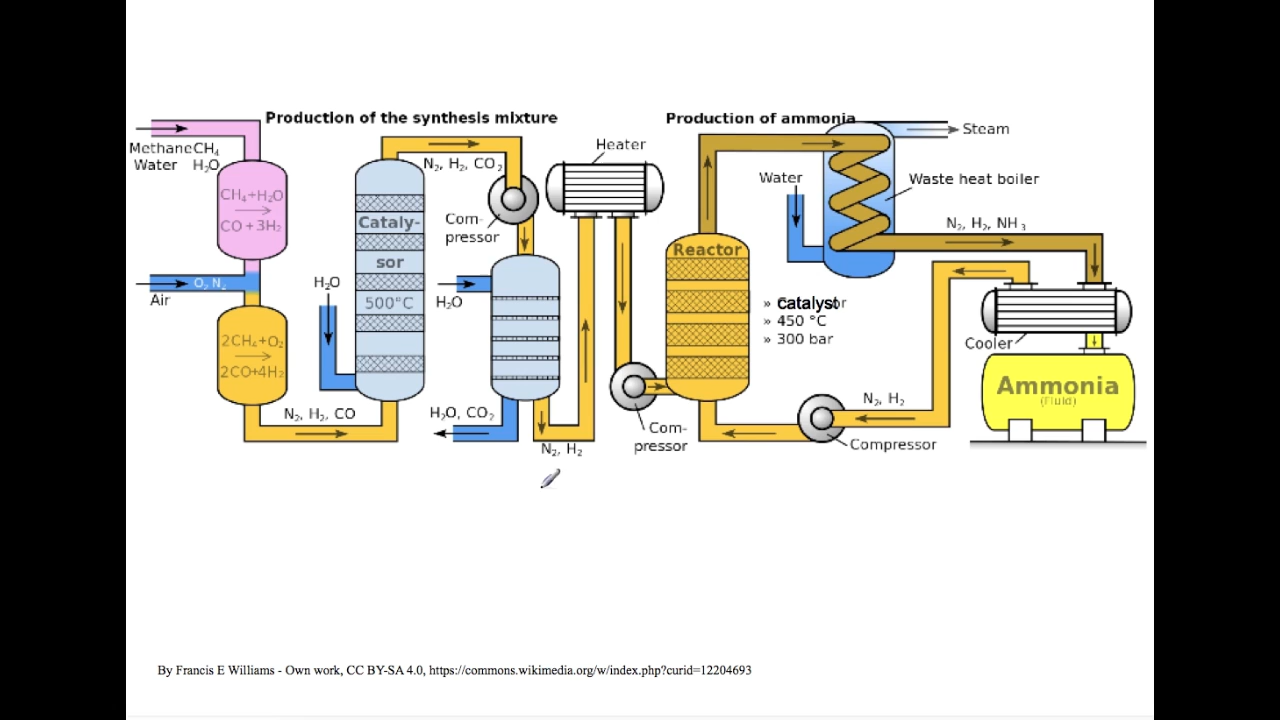 Production of the synthesis mixture
Production of ammonia
Methane CH₄
Water H₂O
CH₄+H₂O
CO+3H₂
Air
O₂ N₂
2CH₄+O₂
2CO+4H₂
N₂, H₂, CO
H₂O
Cataly-
sor
500°C
N₂, H₂, CO₂
Com-
pressor
H₂O
H₂O, CO₂
N₂, H₂
Heater
Com-
pressor
Reactor
» catalyst
» 450 °C
» 300 bar
Water
Steam
Waste heat boiler
N₂, H₂, NH₃
Cooler
Ammonia
(Fluid)
N₂, H₂
Compressor
By Francis E Williams - Own work, CC BY-SA 4.0, https://commons.wikimedia.org/w/index.php?curid=12204693